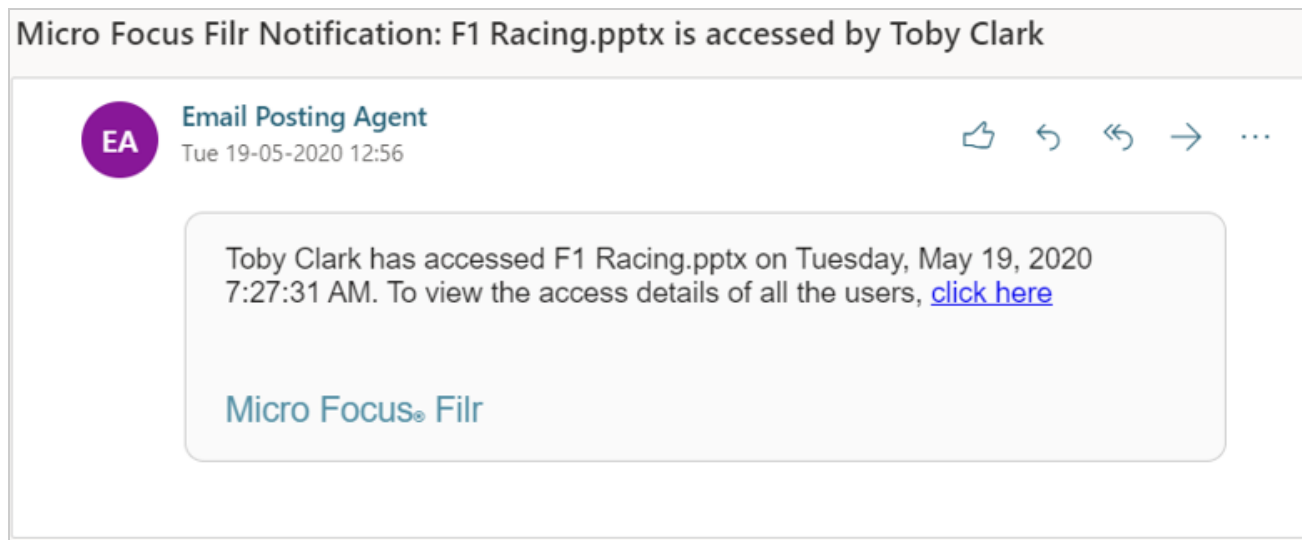 Micro Focus Filr Notification: F1 Racing.pptx is accessed by Toby Clark
EA
Email Posting Agent
Tue 19-05-2020 12:56
Toby Clark has accessed F1 Racing.pptx on Tuesday, May 19, 2020
7:27:31 AM. To view the access details of all the users, click here
Micro Focus® Filr